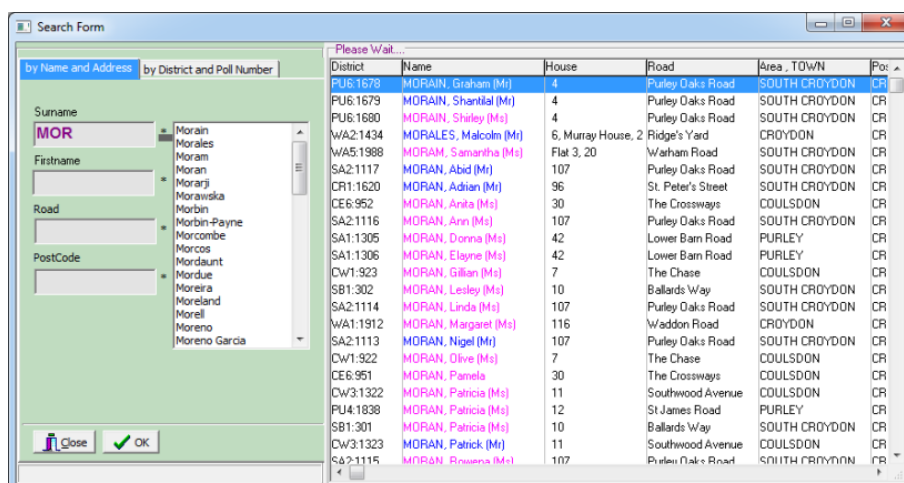 Search Form
by Name and Address by District and Poll Number
Surname
MOR *
Firstname
*
Road
*
PostCode
*
Morain
Morales
Moram
Moran
Morarji
Morawska
Morbin
Morbin-Payne
Morcombe
Morcos
Mordaunt
Mordue
Moreira
Moreland
Morell
Moreno
Moreno Garcia
Close OK
Please Wait....
District Name House Road Area , TOWN Pos
PU6:1678 MORAIN, Graham (Mr) 4 Purley Oaks Road SOUTH CROYDON CR
PU6:1679 MORAIN, Shantilal (Mr) 4 Purley Oaks Road SOUTH CROYDON CR
PU6:1680 MORAIN, Shirley (Ms) 4 Purley Oaks Road SOUTH CROYDON CR
WA2:1434 MORALES, Malcolm (Mr) 6, Murray House, 2 Ridge's Yard CROYDON CR
WA5:1988 MORAM, Samantha (Ms) Flat 3, 20 Warham Road SOUTH CROYDON CR
SA2:1117 MORAN, Abid (Mr) 107 Purley Oaks Road SOUTH CROYDON CR
CR1:1620 MORAN, Adrian (Mr) 96 St. Peter's Street SOUTH CROYDON CR
CE6:952 MORAN, Anita (Ms) 30 The Crossways COULSDON CR
SA2:1116 MORAN, Ann (Ms) 107 Purley Oaks Road SOUTH CROYDON CR
SA1:1305 MORAN, Donna (Ms) 42 Lower Barn Road PURLEY CR
SA1:1306 MORAN, Elayne (Ms) 42 Lower Barn Road PURLEY CR
CW1:923 MORAN, Gillian (Ms) 7 The Chase COULSDON CR
SB1:302 MORAN, Lesley (Ms) 10 Ballards Way SOUTH CROYDON CR
SA2:1114 MORAN, Linda (Ms) 107 Purley Oaks Road SOUTH CROYDON CR
WA1:1912 MORAN, Margaret (Ms) 116 Waddon Road CROYDON CR
SA2:1113 MORAN, Nigel (Mr) 107 Purley Oaks Road SOUTH CROYDON CR
CW1:922 MORAN, Olive (Ms) 7 The Chase COULSDON CR
CE6:951 MORAN, Pamela 30 The Crossways COULSDON CR
CW3:1322 MORAN, Patricia (Ms) 11 Southwood Avenue COULSDON CR
PU4:1838 MORAN, Patricia (Ms) 12 St James Road PURLEY CR
SB1:301 MORAN, Patricia (Ms) 10 Ballards Way SOUTH CROYDON CR
CW3:1323 MORAN, Patrick (Mr) 11 Southwood Avenue COULSDON CR
SA2:1115 MORAN, Rowena (Ms) 107 Purley Oaks Road SOUTH CROYDON CR